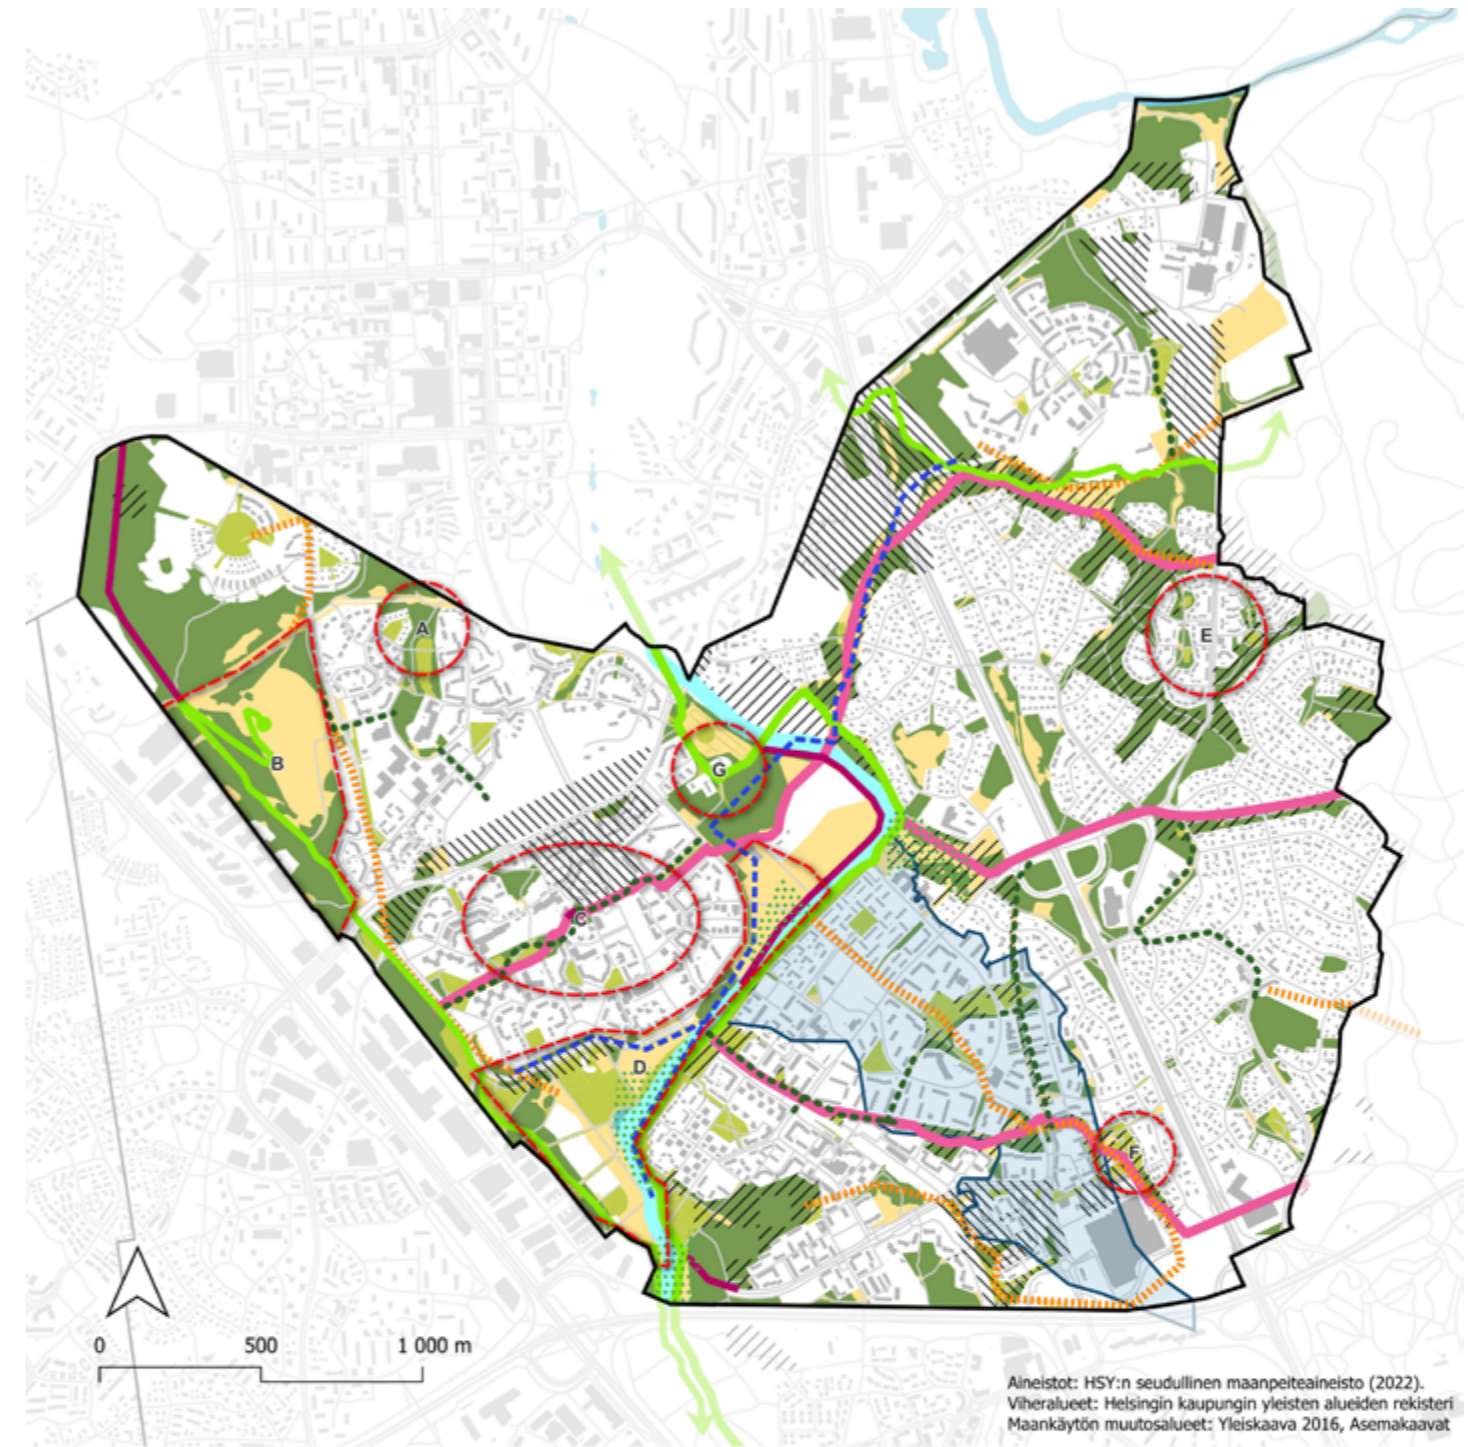 A
E
B
G
C
D
F
0 500 1 000 m
Aineistot: HSY:n seudullinen maanpeiteaineisto (2022).
Viheralueet: Helsingin kaupungin yleisten alueiden rekisteri
Maankäytön muutosalueet: Yleiskaava 2016, Asemakaavat